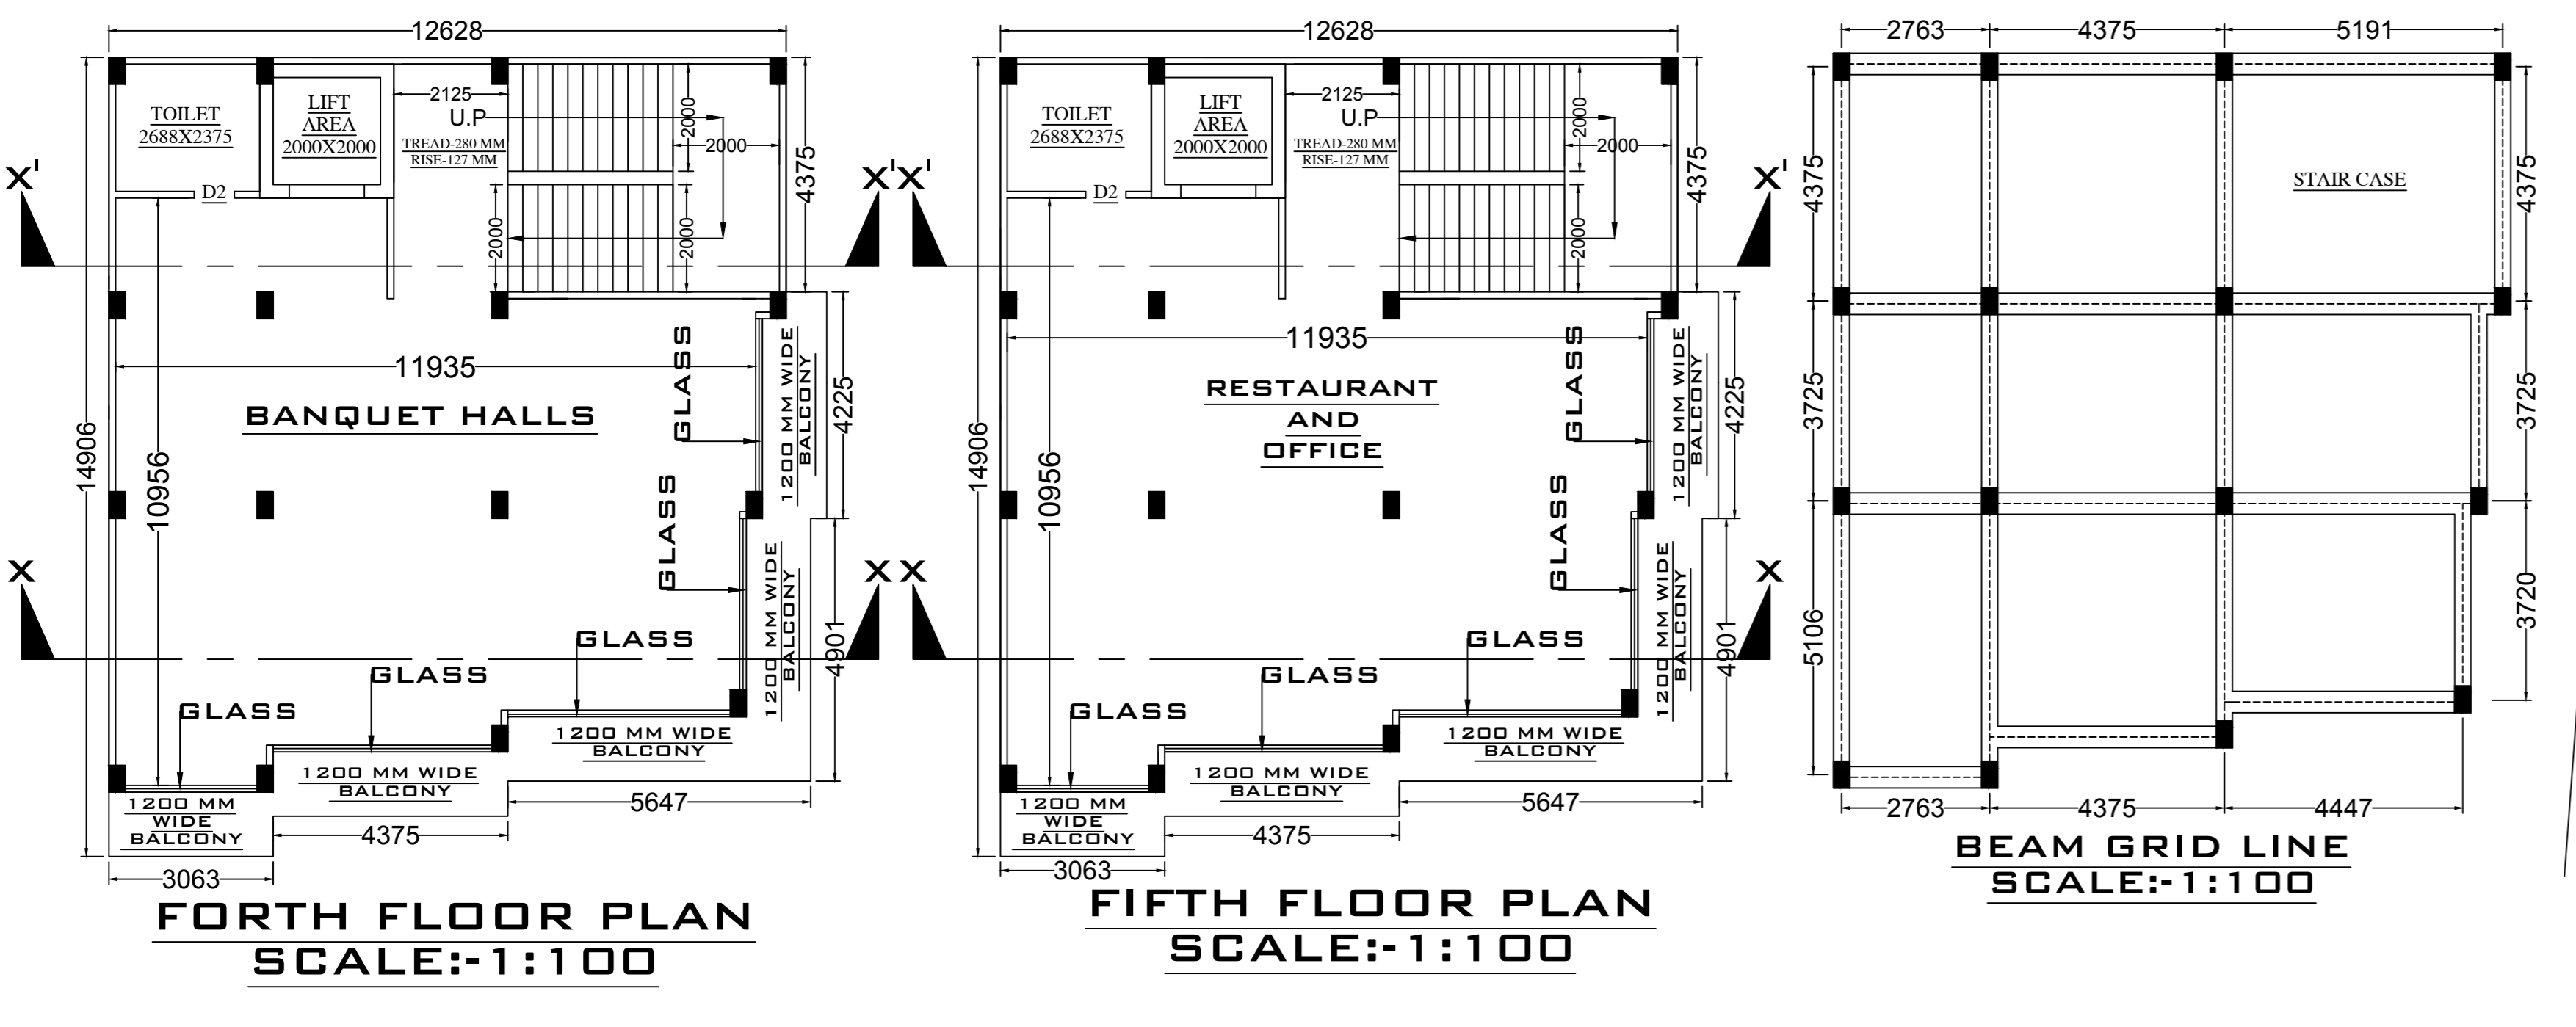 12628
TOILET
2688X2375
LIFT
AREA
2000X2000
2125
U.P
TREAD-280 MM
RISE-127 MM
2000
2000
2000
2000
4375
D2
X'
X'
14906
10956
11935
BANQUET HALLS
GLASS
GLASS
1200 MM WIDE
BALCONY
4225
1200 MM WIDE
BALCONY
4901
X
X
GLASS
GLASS
GLASS
1200 MM WIDE
BALCONY
1200 MM WIDE
BALCONY
1200 MM
WIDE
BALCONY
5647
4375
3063
FORTH FLOOR PLAN
SCALE:-1:100
12628
TOILET
2688X2375
LIFT
AREA
2000X2000
2125
U.P
TREAD-280 MM
RISE-127 MM
2000
2000
2000
4375
D2
X'
X'
14906
10956
11935
RESTAURANT
AND
OFFICE
GLASS
GLASS
1200 MM WIDE
BALCONY
4225
1200 MM WIDE
BALCONY
4901
X
X
GLASS
GLASS
GLASS
1200 MM WIDE
BALCONY
1200 MM WIDE
BALCONY
1200 MM
WIDE
BALCONY
5647
4375
3063
FIFTH FLOOR PLAN
SCALE:-1:100
2763
4375
5191
4375
STAIR CASE
4375
3725
3725
5106
3720
2763
4375
4447
BEAM GRID LINE
SCALE:-1:100